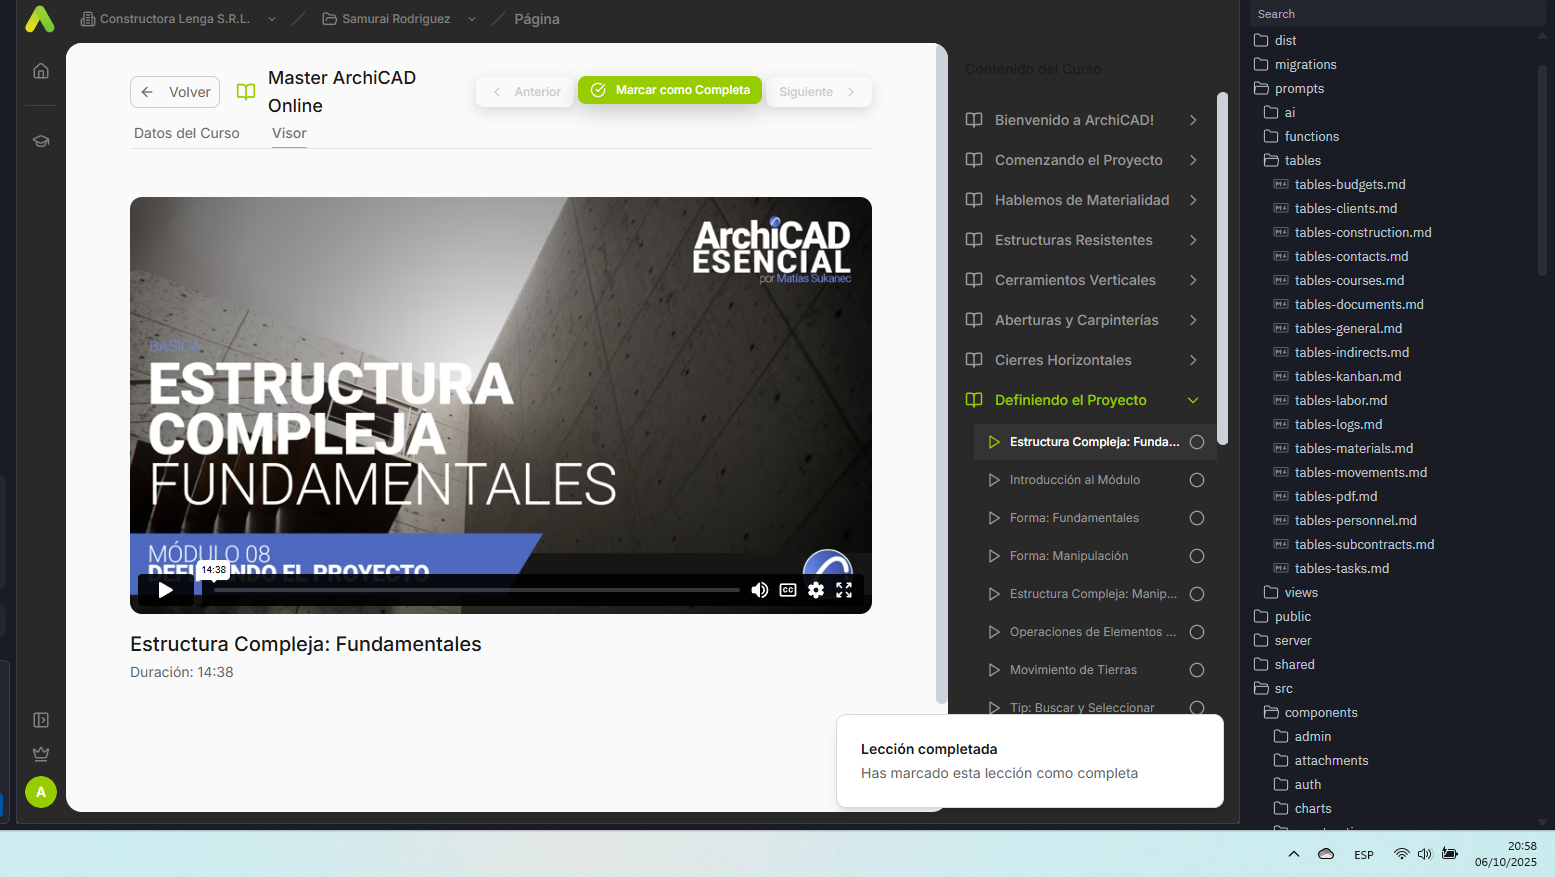 Constructora Lenga S.R.L.
Samurai Rodriguez
Página
Volver
Master ArchiCAD
Online
Anterior
Marcar como Completa
Siguiente
Datos del Curso
Visor
ArchiCAD
ESENCIAL
por Matías Sukanec
BASICA
ESTRUCTURA
COMPLEJA
FUNDAMENTALES
MÓDULO 08
DEFINIENDO EL PROYECTO
14:38
CC
Estructura Compleja: Fundamentales
Duración: 14:38
A
Contenido del Curso
Bienvenido a ArchiCAD!
Comenzando el Proyecto
Hablemos de Materialidad
Estructuras Resistentes
Cerramientos Verticales
Aberturas y Carpinterías
Cierres Horizontales
Definiendo el Proyecto
Estructura Compleja: Funda...
Introducción al Módulo
Forma: Fundamentales
Forma: Manipulación
Estructura Compleja: Manip...
Operaciones de Elementos ...
Movimiento de Tierras
Tip: Buscar y Seleccionar
Lección completada
Has marcado esta lección como completa
Search
dist
migrations
prompts
ai
functions
tables
tables-budgets.md
tables-clients.md
tables-construction.md
tables-contacts.md
tables-courses.md
tables-documents.md
tables-general.md
tables-indirects.md
tables-kanban.md
tables-labor.md
tables-logs.md
tables-materials.md
tables-movements.md
tables-pdf.md
tables-personnel.md
tables-subcontracts.md
tables-tasks.md
views
public
server
shared
src
components
admin
attachments
auth
charts
ESP
20:58
06/10/2025